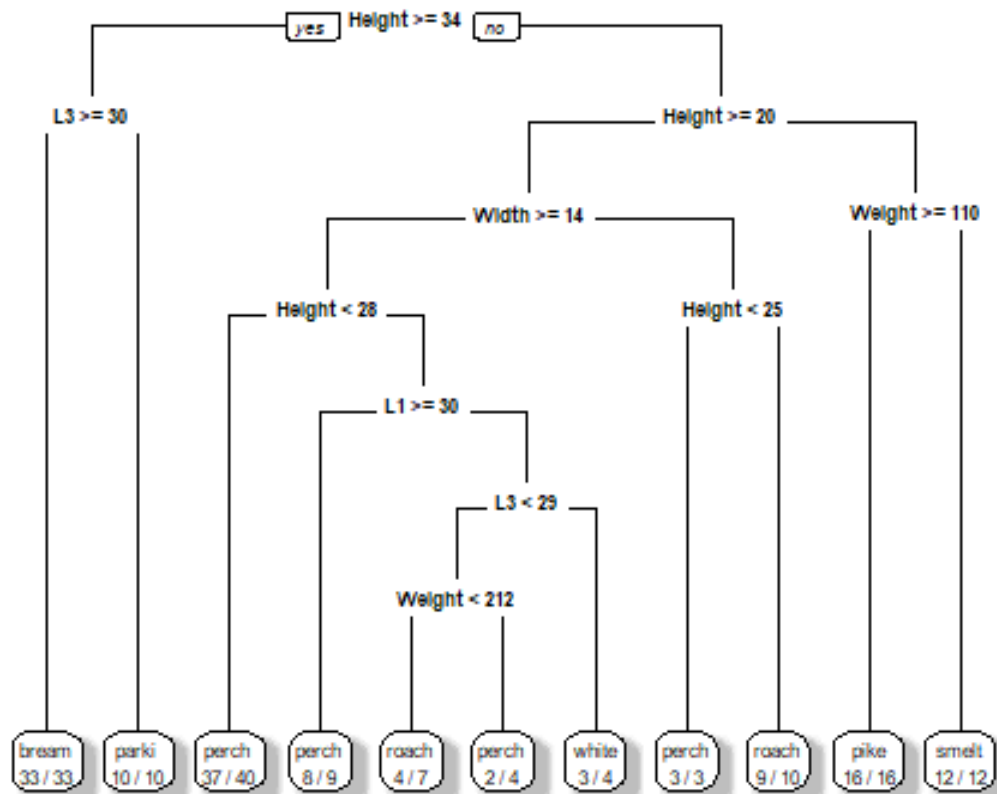 yes Height >= 34 no
L3 >= 30
Height >= 20
Width >= 14
Weight >= 110
Height < 28
Height < 25
L1 >= 30
L3 < 29
Weight < 212
bream
33 / 33
parki
10 / 10
perch
37 / 40
perch
8 / 9
roach
4 / 7
perch
2 / 4
white
3 / 4
perch
3 / 3
roach
9 / 10
pike
16 / 16
smelt
12 / 12